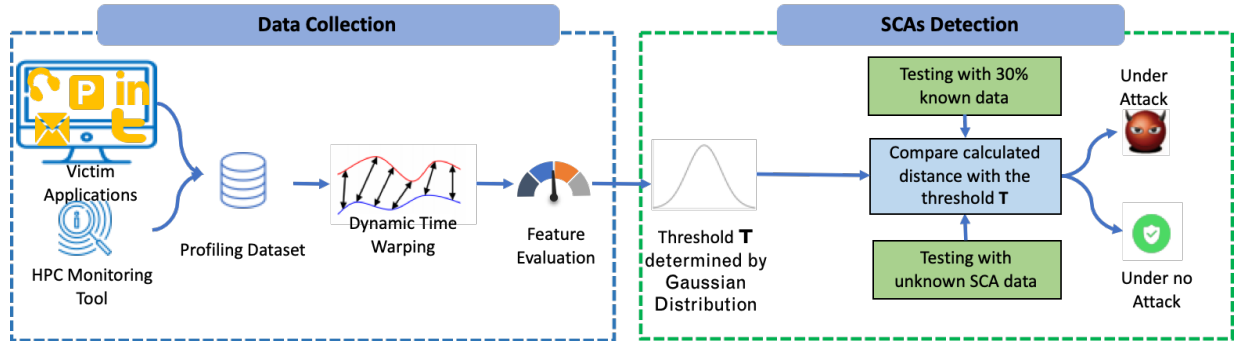 Data Collection
SCAs Detection
P
in
t
Victim
Applications
HPC Monitoring
Tool
Profiling Dataset
Dynamic Time
Warping
Feature
Evaluation
Threshold T
determined by
Gaussian
Distribution
Testing with 30%
known data
Compare calculated
distance with the
threshold T
Testing with
unknown SCA data
Under
Attack
Under no
Attack